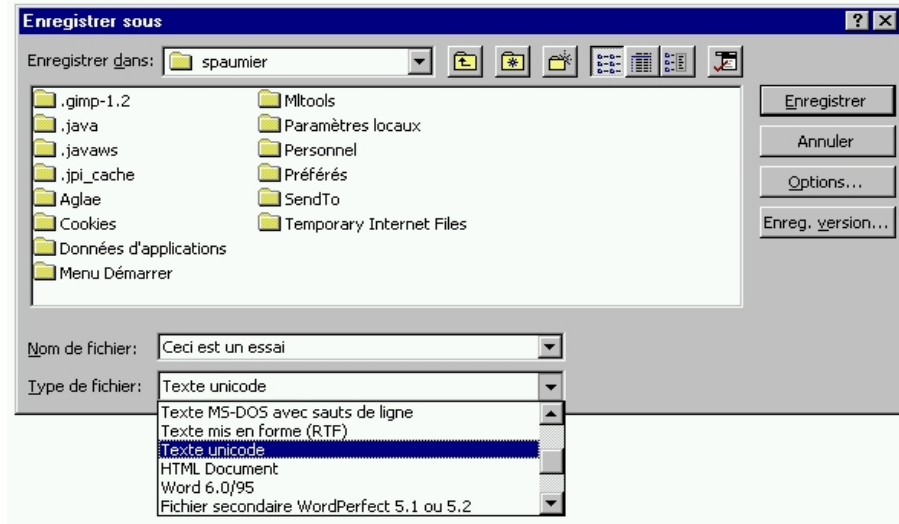 Enregistrer sous
Enregistrer dans: spaumier
.gimp-1.2
.java
.javaws
.jpi_cache
Aglae
Cookies
Données d'applications
Menu Démarrer
Mltools
Paramètres locaux
Personnel
Préférés
SendTo
Temporary Internet Files
Enregistrer
Annuler
Options...
Enreg. version...
Nom de fichier: Ceci est un essai
Type de fichier: Texte unicode
Texte MS-DOS avec sauts de ligne
Texte mis en forme (RTF)
Texte unicode
HTML Document
Word 6.0/95
Fichier secondaire WordPerfect 5.1 ou 5.2